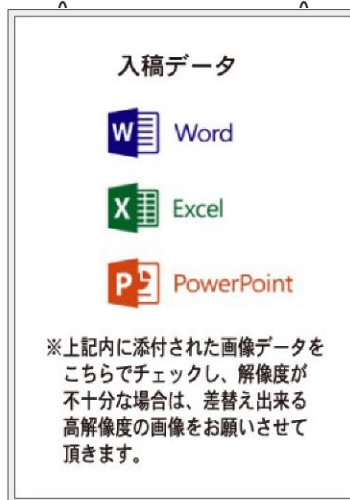 入稿データ
Word
Excel
PowerPoint
※上記内に添付された画像データを
こちらでチェックし、解像度が
不十分な場合は、差替え出来る
高解像度の画像をお願いさせて
頂きます。